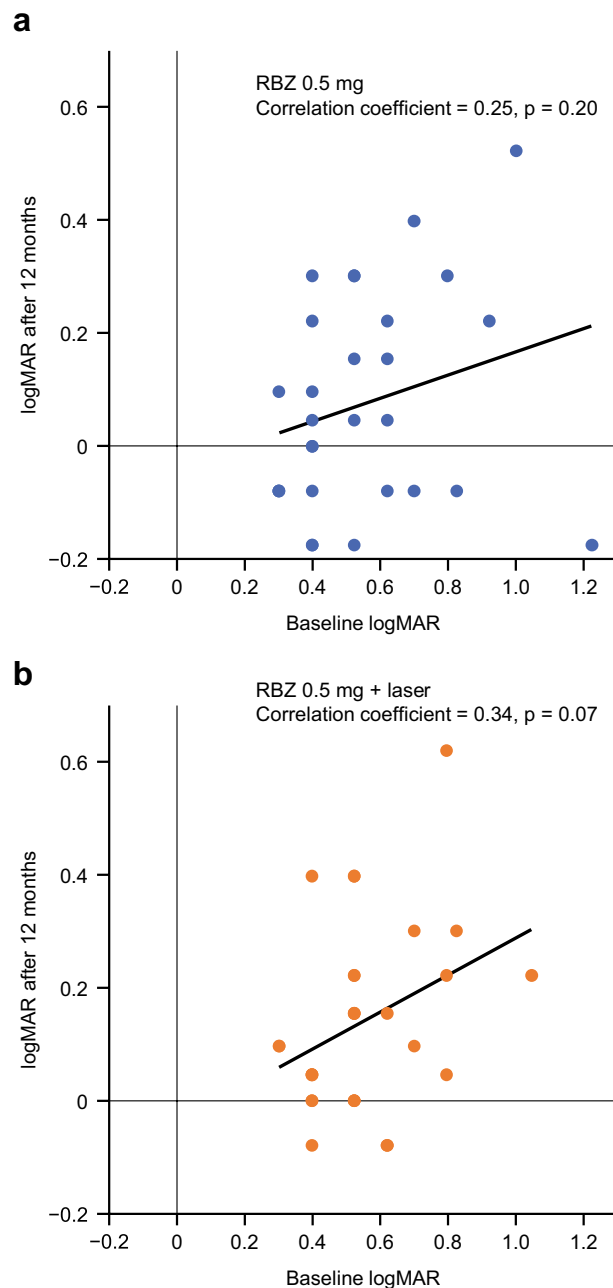 a
RBZ 0.5 mg
Correlation coefficient = 0.25, p = 0.20
logMAR after 12 months
0.6
0.4
0.2
0
−0.2
−0.2 0 0.2 0.4 0.6 0.8 1.0 1.2
Baseline logMAR
b
RBZ 0.5 mg + laser
Correlation coefficient = 0.34, p = 0.07
logMAR after 12 months
0.6
0.4
0.2
0
−0.2
−0.2 0 0.2 0.4 0.6 0.8 1.0 1.2
Baseline logMAR